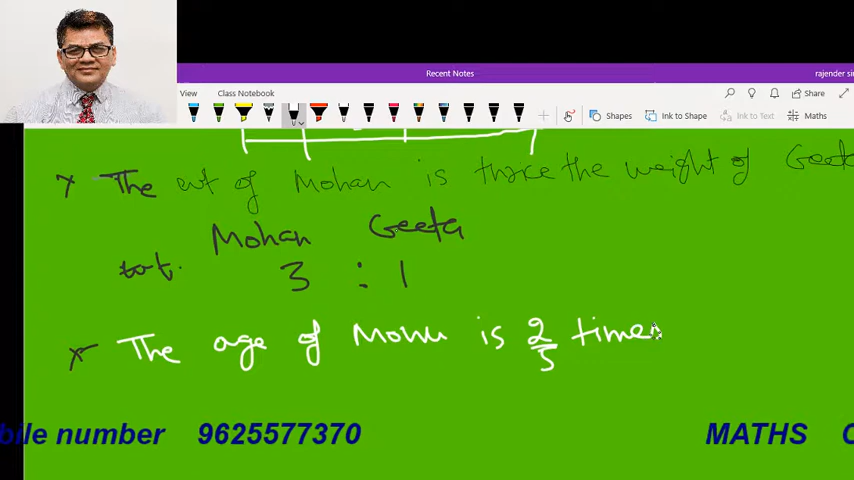 Recent Notes
rajender si
View Class Notebook
Share
Shapes Ink to Shape Ink to Text Maths
The wt of Mohan is thrice the weight of Geeta
Mohan Geeta
wt. 3 : 1
The age of Monu is 2/5 times
bile number 9625577370 MATHS C